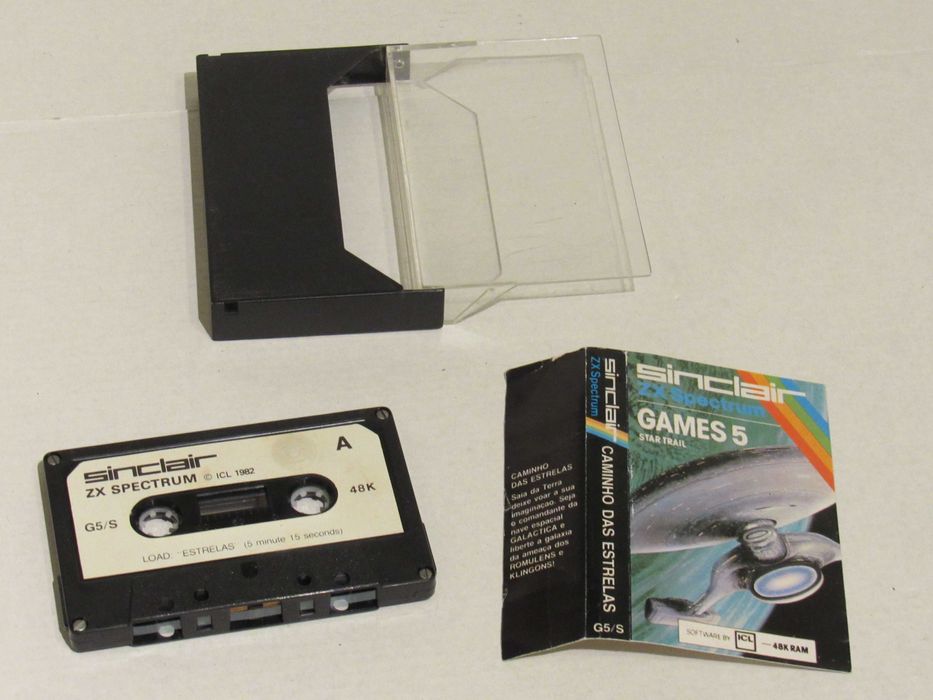 sinclair
A
ZX SPECTRUM © ICL 1982
48K
G5/S
LOAD. "ESTRELAS" (5 minute 15 seconds)
CAMINHO
DAS ESTRELAS
Saia da Terra
deixe voar a sua
imaginaçao. Seja
o comandante da
nave espacial
GALACTICA e
liberte a galaxia
da ameaça dos
ROMULENS e
KLINGONS!
sinclair
ZX Spectrum
CAMINHO DAS ESTRELAS
G5/S
sinclair
ZX Spectrum
GAMES 5
STAR TRAIL
SOFTWARE BY ICL — 48K RAM